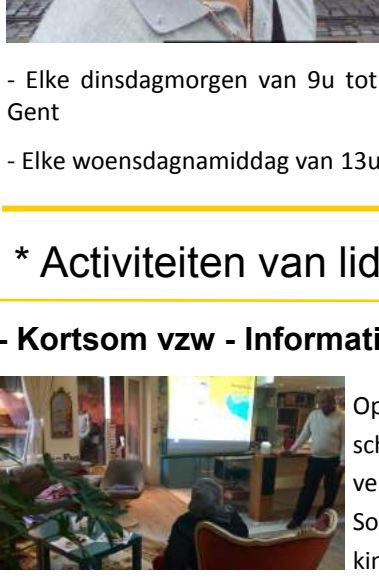 - Elke dinsdagmorgen van 9u tot
Gent
- Elke woensdagnamiddag van 13u
* Activiteiten van lid
- Kortsom vzw - Informati
Op
sch
ve
So
kin